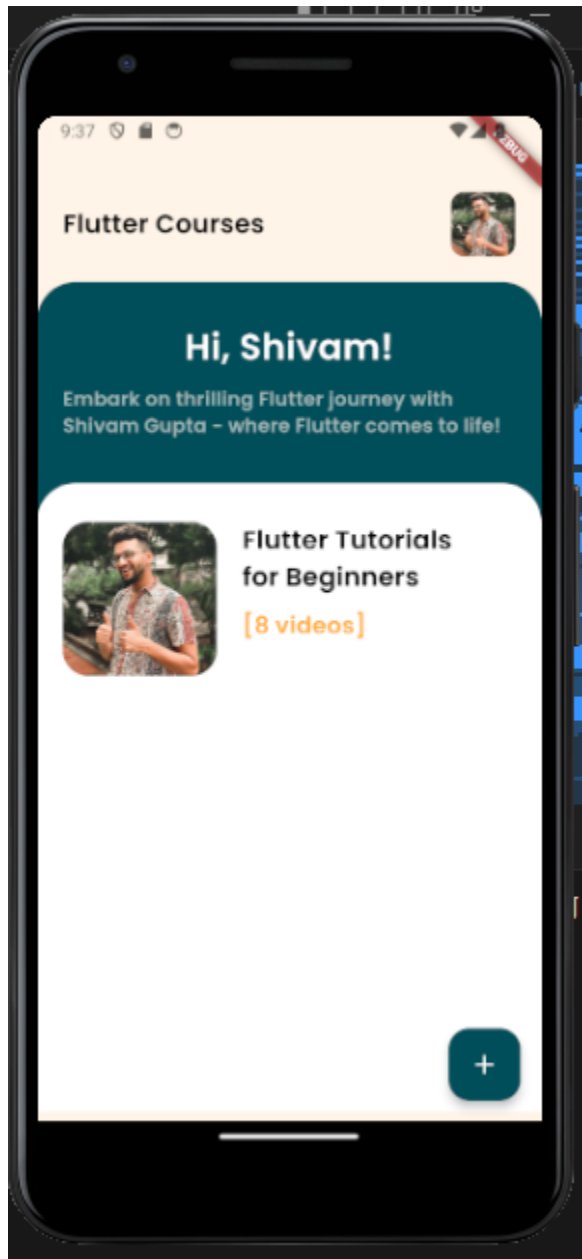 9:37
Flutter Courses
Hi, Shivam!
Embark on thrilling Flutter journey with
Shivam Gupta - where Flutter comes to life!
Flutter Tutorials
for Beginners
[8 videos]
+